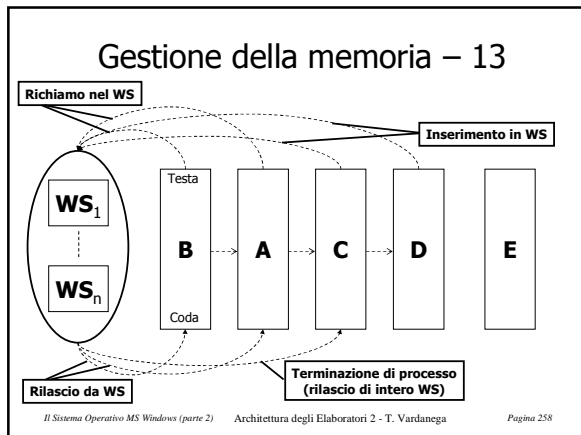 Gestione della memoria – 13
Richiamo nel WS
Inserimento in WS
Testa
WS1
B
A
C
D
E
WSn
Coda
Terminazione di processo
(rilascio di intero WS)
Rilascio da WS
Il Sistema Operativo MS Windows (parte 2) Architettura degli Elaboratori 2 - T. Vardanega Pagina 258